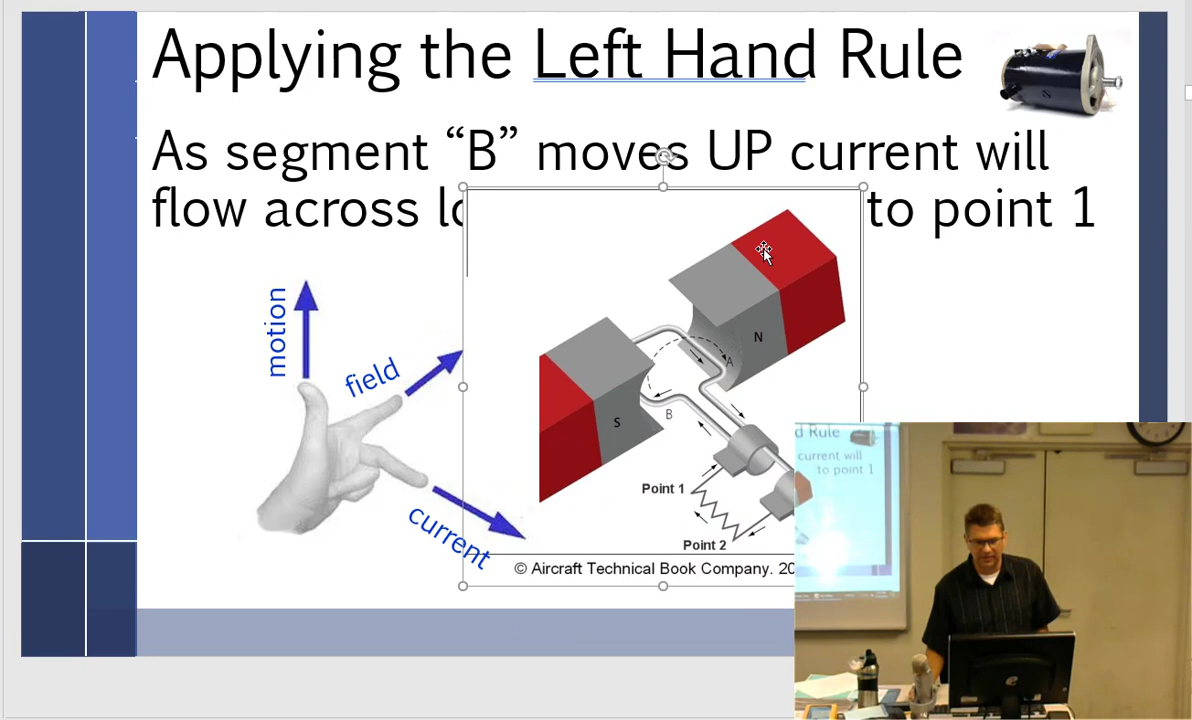 Applying the Left Hand Rule
As segment “B” moves UP current will
flow across to point 1
motion
field
current
N
A
S
B
Point 1
Point 2
© Aircraft Technical Book Company. 20
d Rule
current will
to point 1